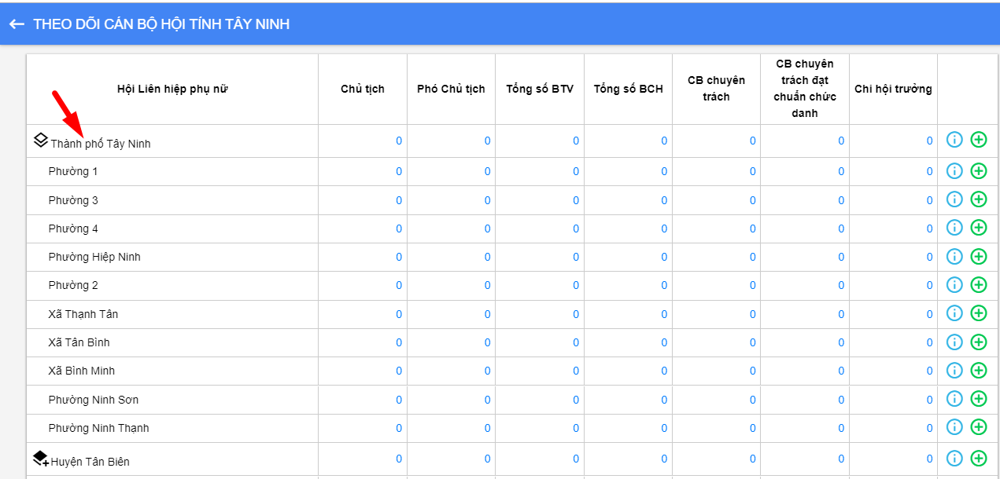 THEO DÕI CÁN BỘ HỘI TỈNH TÂY NINH
Hội Liên hiệp phụ nữ
Chủ tịch
Phó Chủ tịch
Tổng số BTV
Tổng số BCH
CB chuyên
trách
CB chuyên
trách đạt
chuẩn chức
danh
Chi hội trưởng
Thành phố Tây Ninh 0 0 0 0 0 0 0
Phường 1 0 0 0 0 0 0 0
Phường 3 0 0 0 0 0 0 0
Phường 4 0 0 0 0 0 0 0
Phường Hiệp Ninh 0 0 0 0 0 0 0
Phường 2 0 0 0 0 0 0 0
Xã Thạnh Tân 0 0 0 0 0 0 0
Xã Tân Bình 0 0 0 0 0 0 0
Xã Bình Minh 0 0 0 0 0 0 0
Phường Ninh Sơn 0 0 0 0 0 0 0
Phường Ninh Thạnh 0 0 0 0 0 0 0
Huyện Tân Biên 0 0 0 0 0 0 0